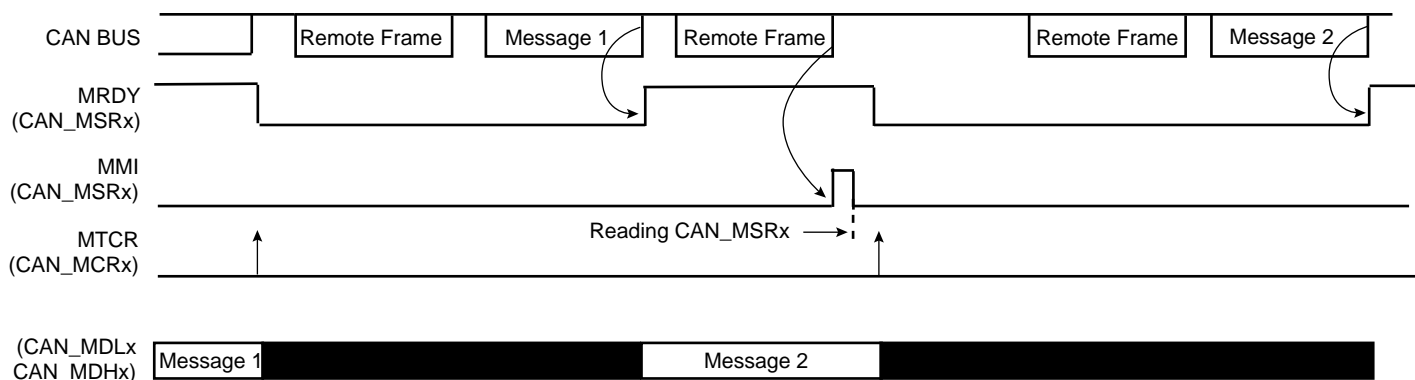 CAN BUS
Remote Frame
Message 1
Remote Frame
Remote Frame
Message 2
MRDY
(CAN_MSRx)
MMI
(CAN_MSRx)
Reading CAN_MSRx
MTCR
(CAN_MCRx)
(CAN_MDLx
CAN_MDHx)
Message 1
Message 2